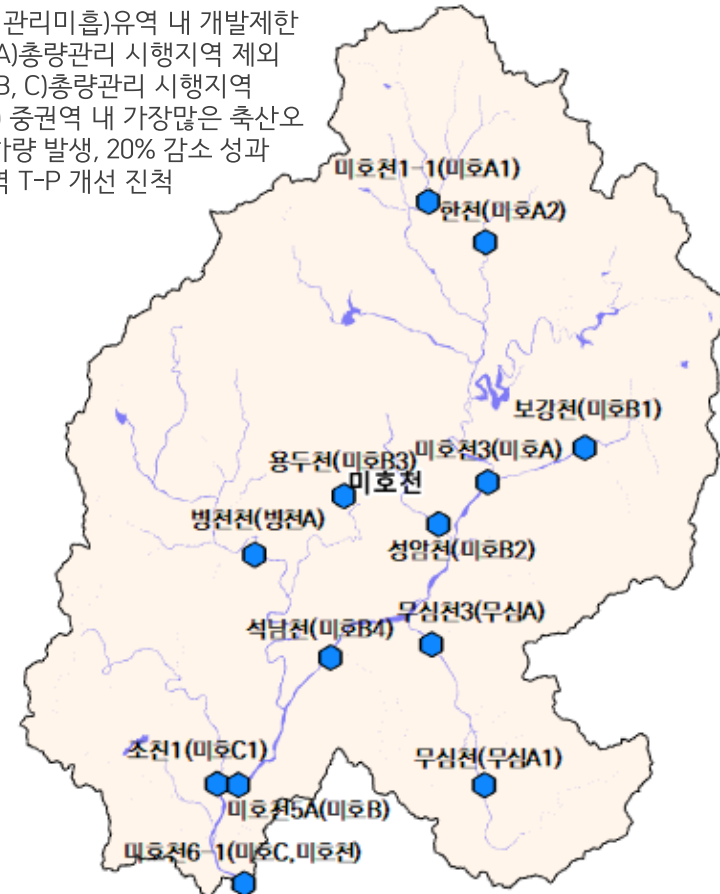 관리미흡)유역 내 개발제한
A)총량관리 시행지역 제외
B, C)총량관리 시행지역
중권역 내 가장많은 축산오
하량 발생, 20% 감소 성과
역 T-P 개선 진척
미호천1-1(미호A1)
한천(미호A2)
보강천(미호B1)
미호천3(미호A)
용두천(미호B3)
미호천
병천천(병천A)
성암천(미호B2)
무심천3(무심A)
석남천(미호B4)
조천1(미호C1)
무심천(무심A1)
미호천5A(미호B)
미호천6-1(미호C,미호천)